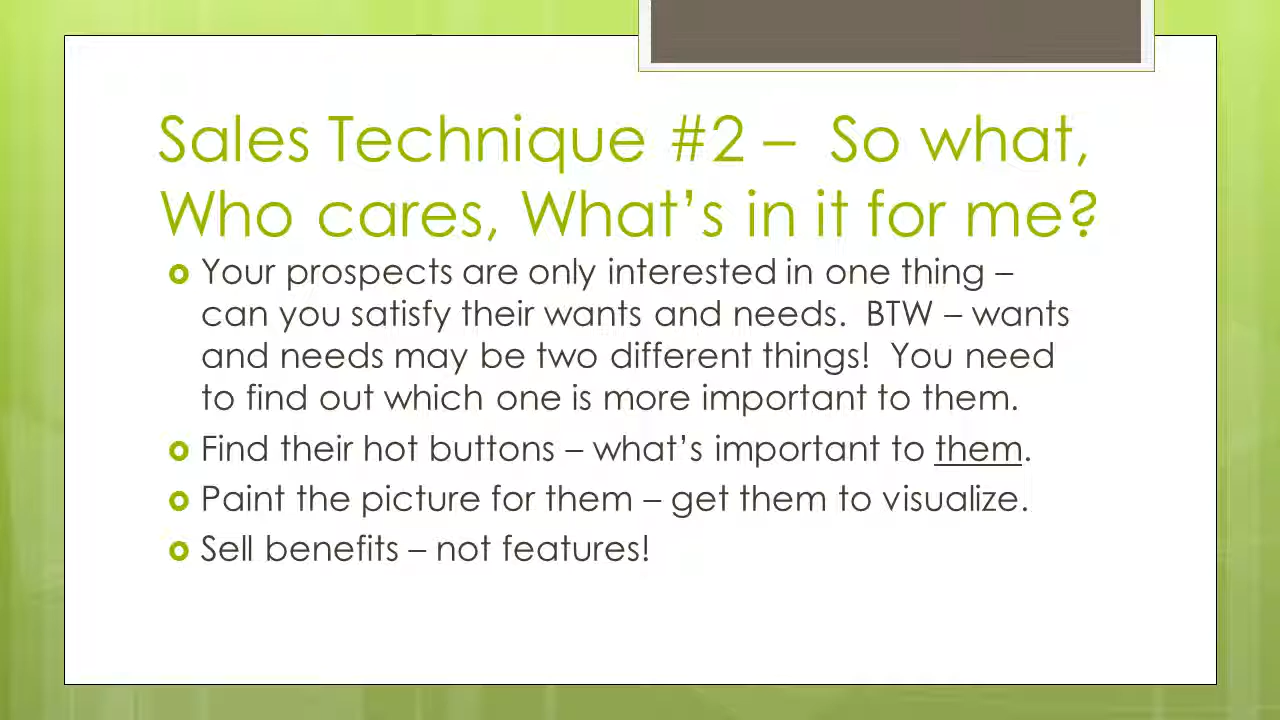 Sales Technique #2 –  So what,
Who cares, What’s in it for me?
Your prospects are only interested in one thing –
can you satisfy their wants and needs.  BTW – wants
and needs may be two different things!  You need
to find out which one is more important to them.
Find their hot buttons – what’s important to them.
Paint the picture for them – get them to visualize.
Sell benefits – not features!